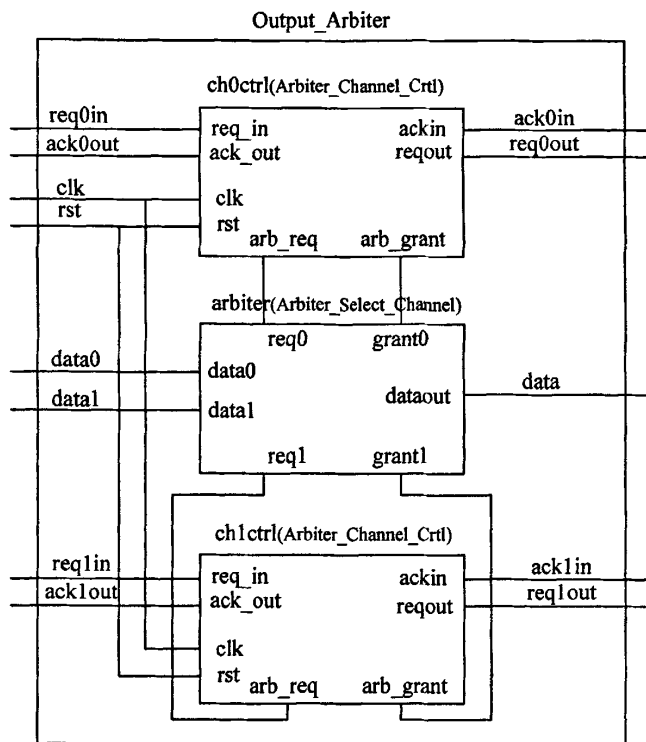 Output_Arbiter
ch0ctrl(Arbiter_Channel_Crtl)
req0in
req_in
ackin
ack0in
ack0out
ack_out
reqout
req0out
clk
clk
rst
rst
arb_req
arb_grant
arbiter(Arbiter_Select_Channel)
req0
grant0
data0
data0
data1
data1
dataout
data
req1
grant1
ch1ctrl(Arbiter_Channel_Crtl)
req1in
req_in
ackin
ack1in
ack1out
ack_out
reqout
req1out
clk
rst
arb_req
arb_grant